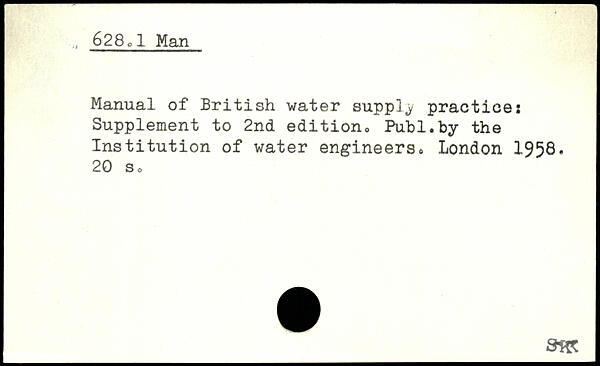 628.1 Man
Manual of British water supply practice:
Supplement to 2nd edition. Publ.by the
Institution of water engineers. London 1958.
20 s.